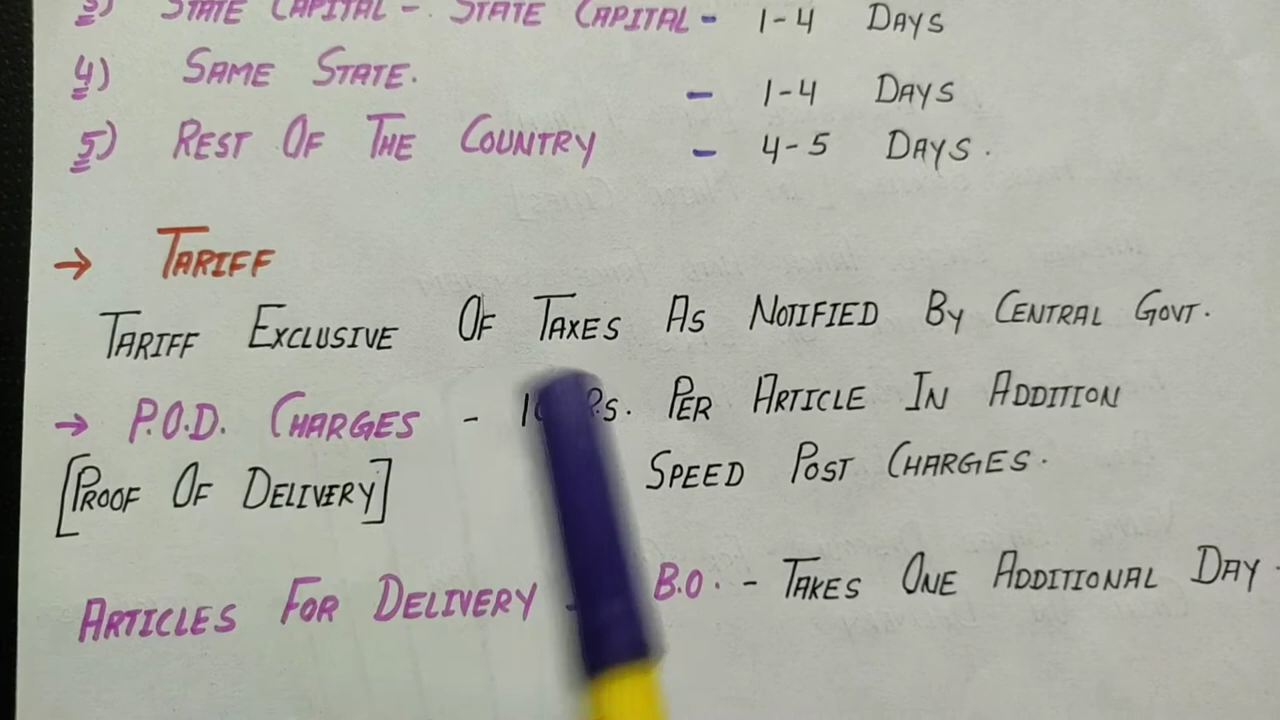 3) STATE CAPITAL - STATE CAPITAL - 1-4 DAYS
4) SAME STATE. - 1-4 DAYS
5) REST OF THE COUNTRY - 4-5 DAYS.
→ TARIFF
TARIFF EXCLUSIVE OF TAXES AS NOTIFIED BY CENTRAL GOVT.
→ P.O.D. CHARGES - PER ARTICLE IN ADDITION
[PROOF OF DELIVERY] SPEED POST CHARGES.
ARTICLES FOR DELIVERY B.O. - TAKES ONE ADDITIONAL DAY.